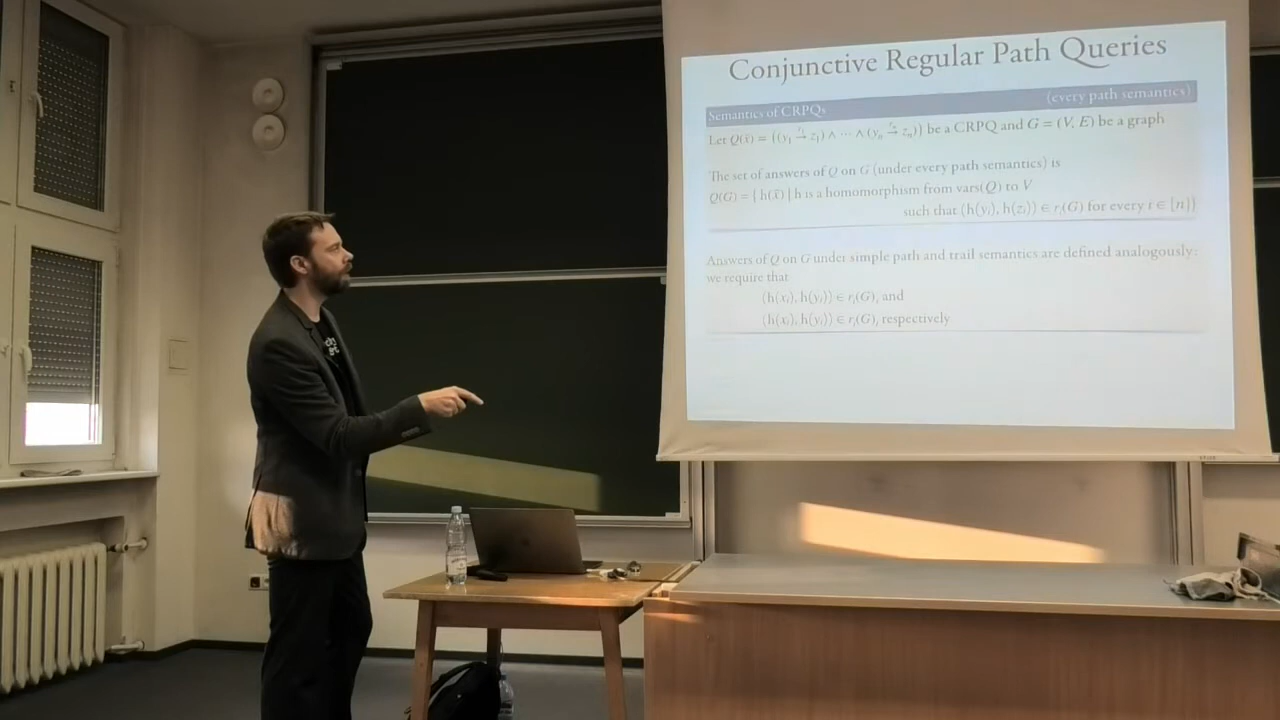 Conjunctive Regular Path Queries
Semantics of CRPQs (every path semantics)
Let Q(x̄) = {(y₁ →^{r₁} z₁) ∧ ··· ∧ (yₙ →^{rₙ} zₙ)} be a CRPQ and G = (V, E) be a graph
The set of answers of Q on G (under every path semantics) is
Q(G) = { h(x̄) | h is a homomorphism from vars(Q) to V
such that (h(yᵢ), h(zᵢ)) ∈ rᵢ(G) for every i ∈ [n]}
Answers of Q on G under simple path and trail semantics are defined analogously:
we require that
(h(xᵢ), h(yᵢ)) ∈ rᵢ(G), and
(h(xᵢ), h(yᵢ)) ∈ rᵢ(G), respectively